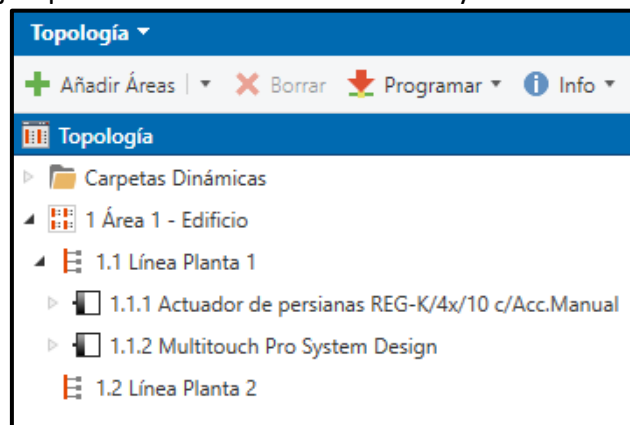 Topología
Añadir Áreas Borrar Programar Info
Topología
Carpetas Dinámicas
1 Área 1 - Edificio
1.1 Línea Planta 1
1.1.1 Actuador de persianas REG-K/4x/10 c/Acc.Manual
1.1.2 Multitouch Pro System Design
1.2 Línea Planta 2